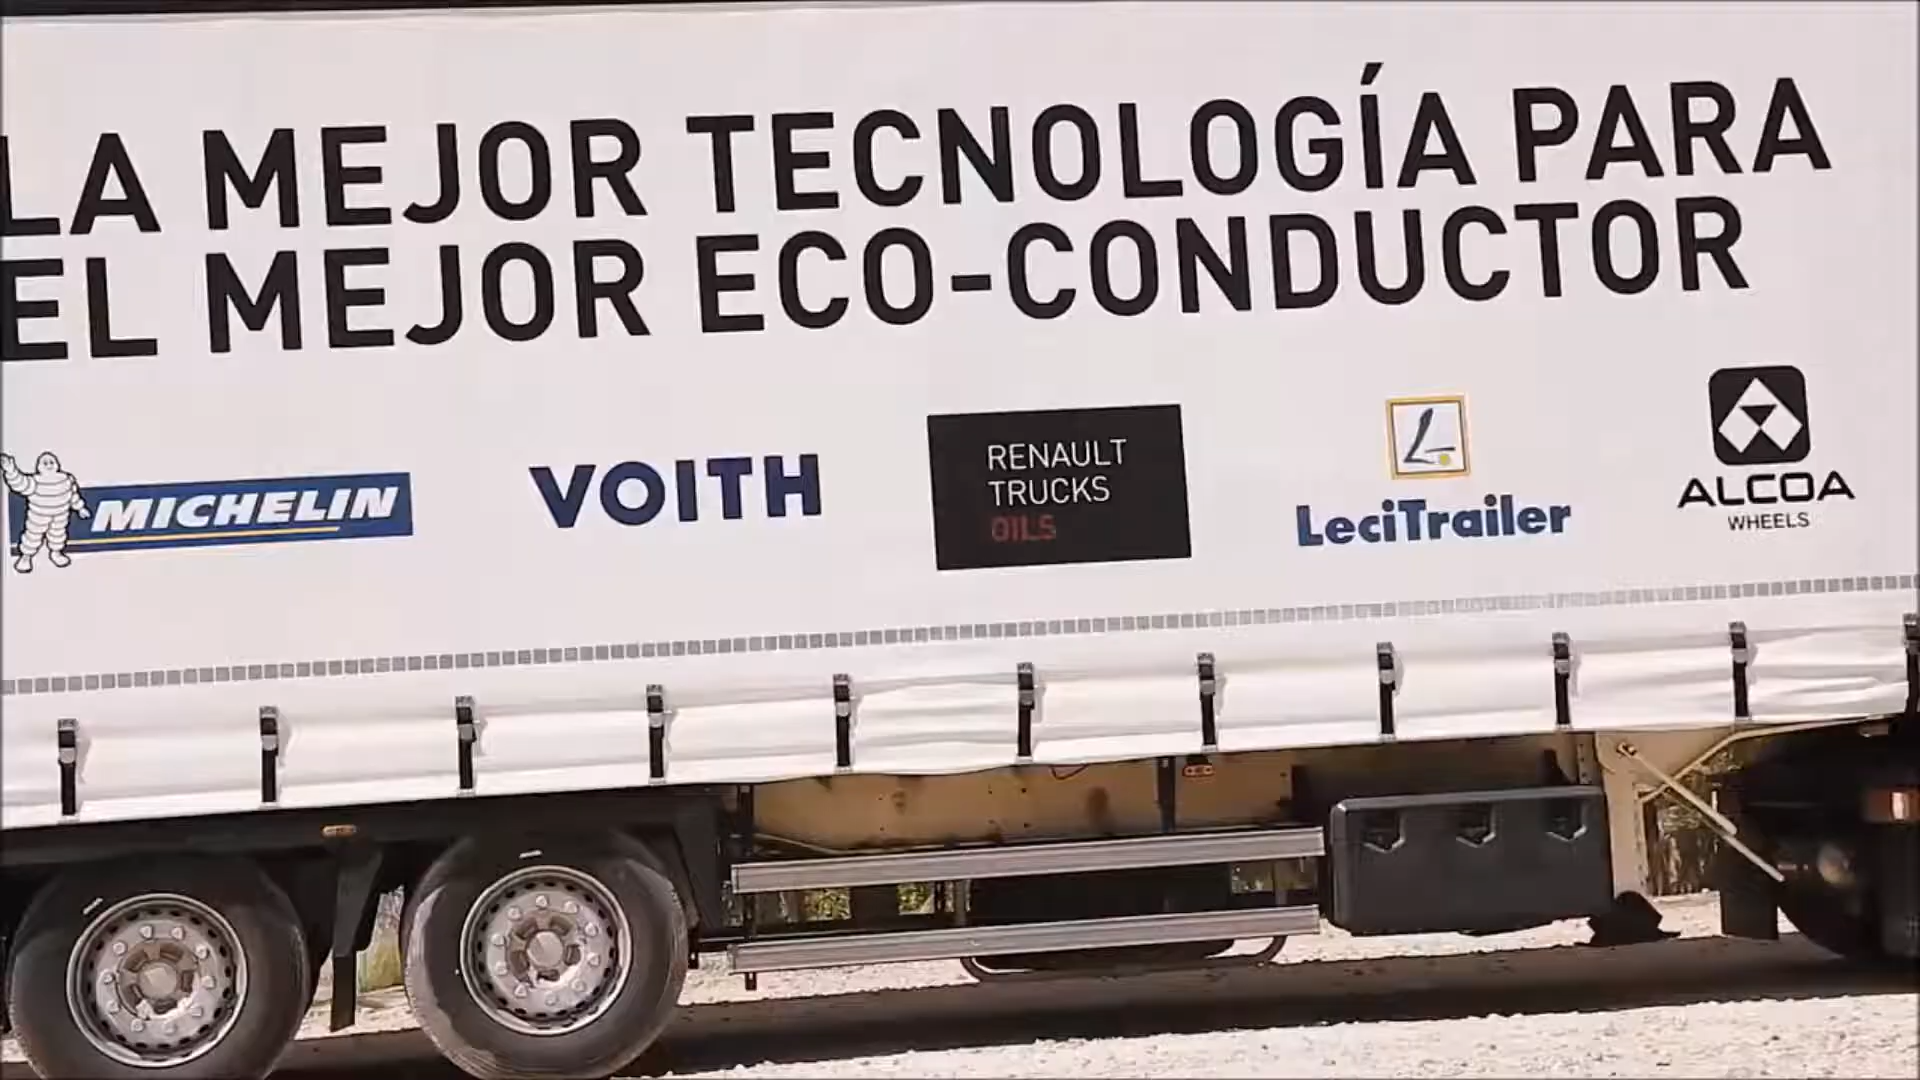 LA MEJOR TECNOLOGÍA PARA
EL MEJOR ECO-CONDUCTOR
MICHELIN
VOITH
RENAULT
TRUCKS
OILS
LeciTrailer
ALCOA
WHEELS